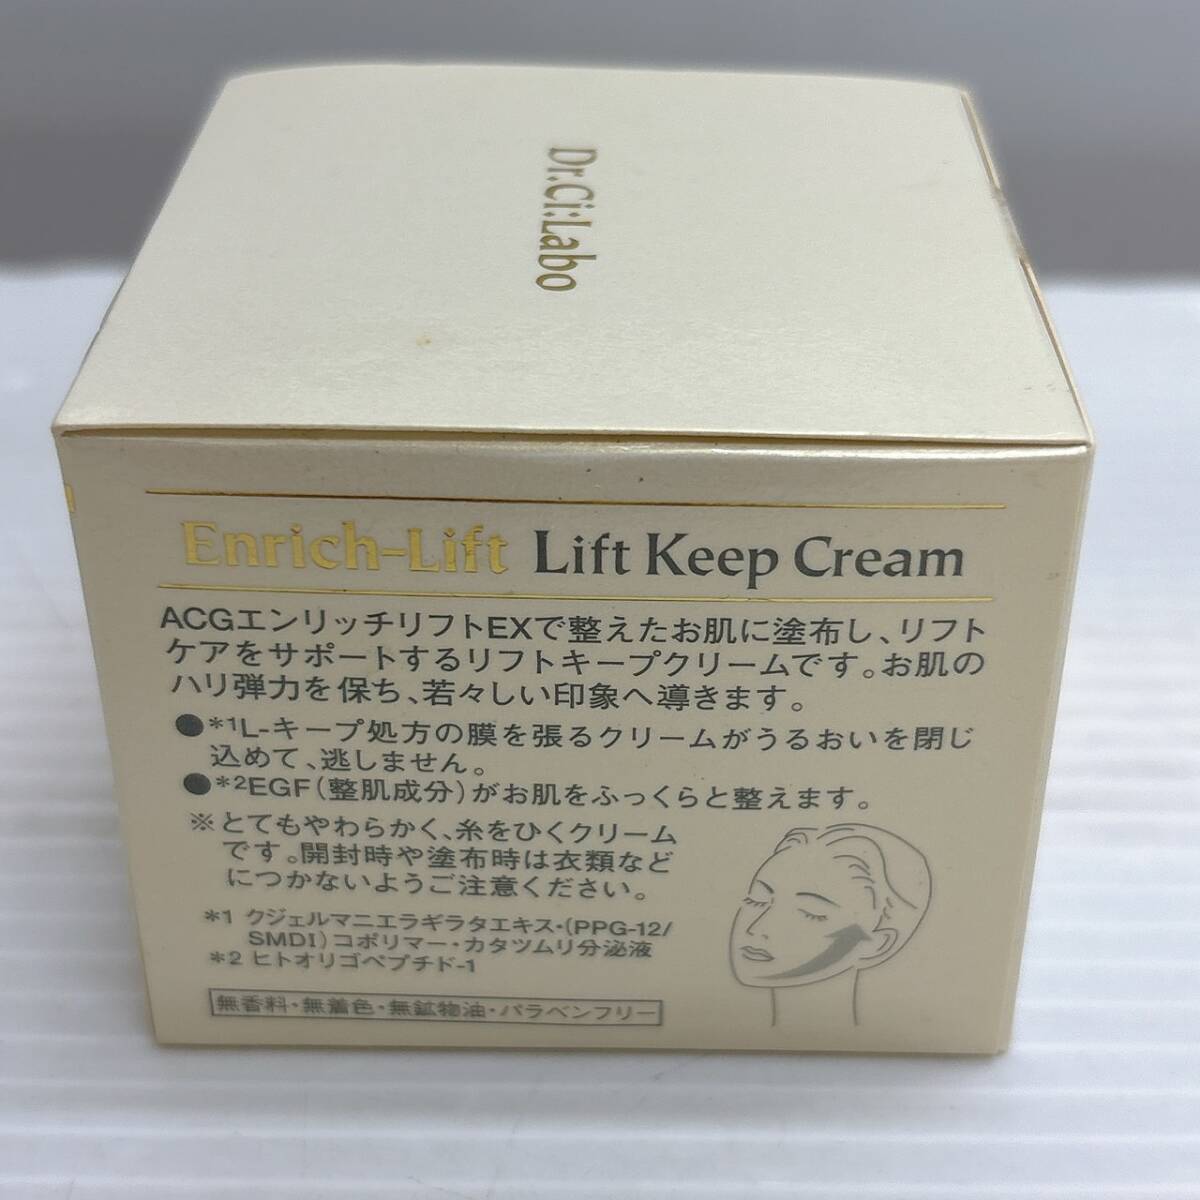 Dr.Ci:Labo
Enrich-Lift Lift Keep Cream
ACGエンリッチリフトEXで整えたお肌に塗布し、リフト
ケアをサポートするリフトキープクリームです。お肌の
ハリ弾力を保ち、若々しい印象へ導きます。
●*1L-キープ処方の膜を張るクリームがうるおいを閉じ
込めて、逃しません。
●*2EGF(整肌成分)がお肌をふっくらと整えます。
※とてもやわらかく、糸をひくクリーム
です。開封時や塗布時は衣類など
につかないようご注意ください。
*1 クジェルマニエラギラタエキス・(PPG-12/
SMDI)コポリマー・カタツムリ分泌液
*2 ヒトオリゴペプチド-1
無香料・無着色・無鉱物油・パラベンフリー